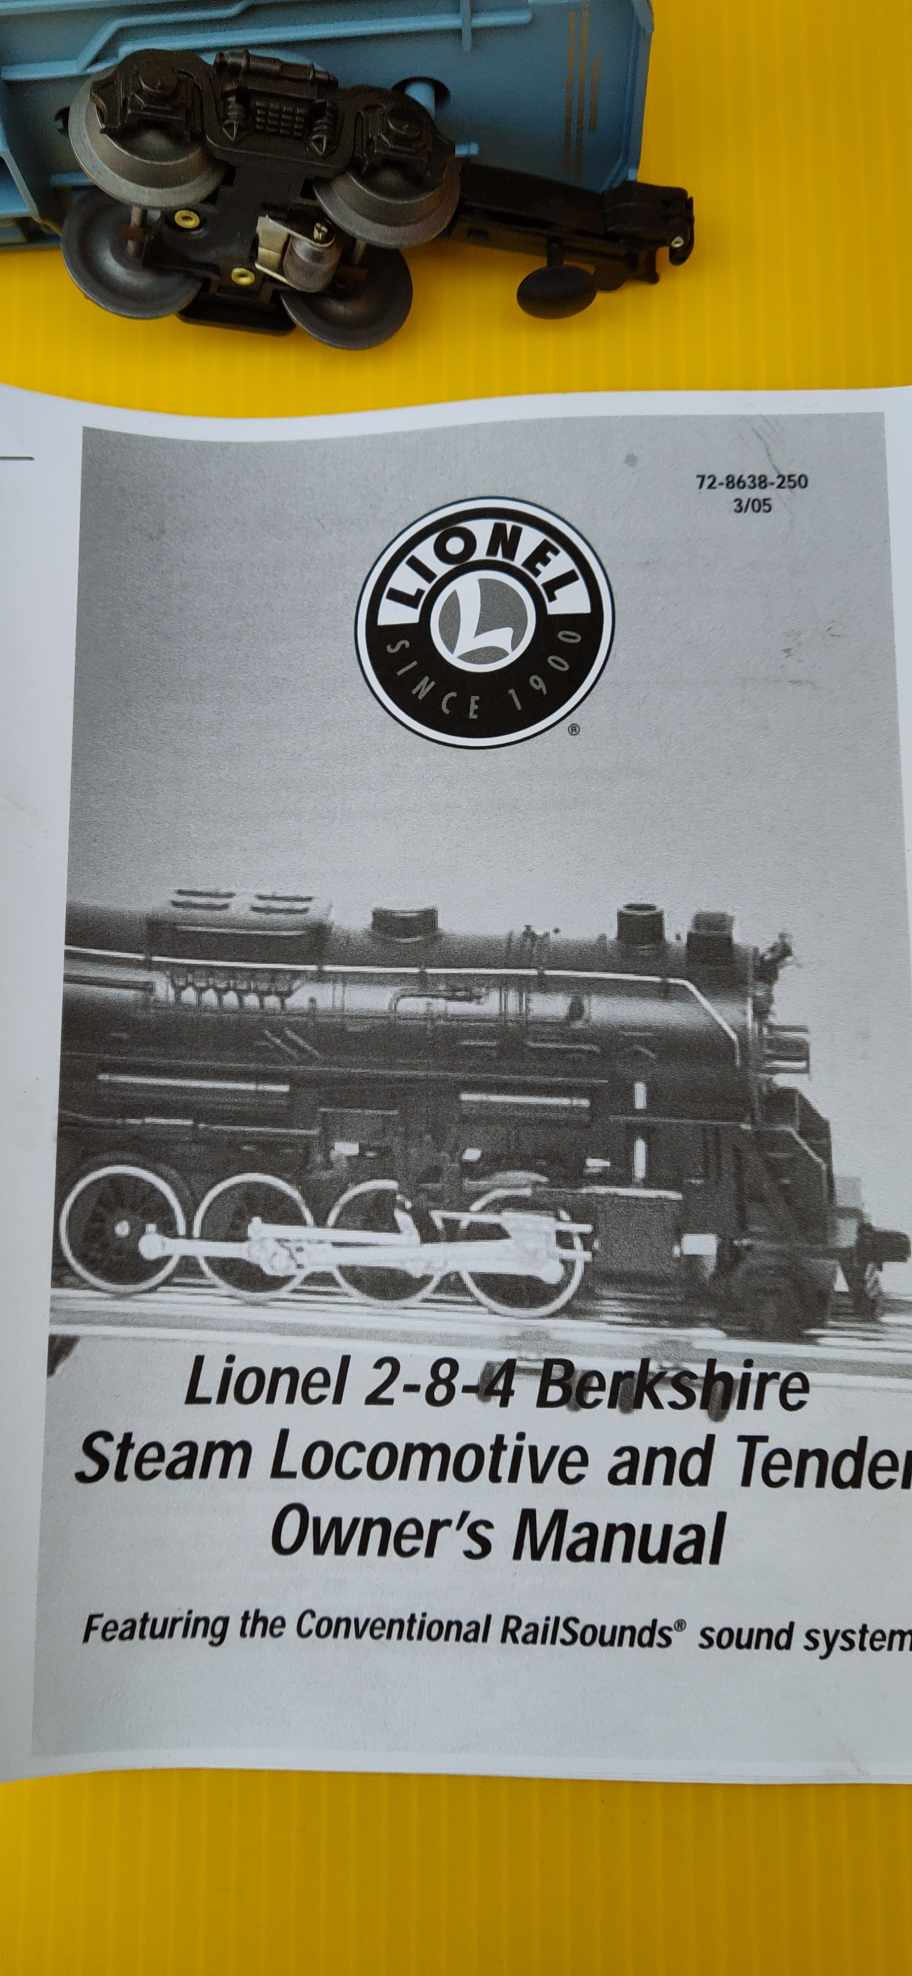 72-8638-250
3/05
LIONEL
L
SINCE 1900
®
Lionel 2-8-4 Berkshire
Steam Locomotive and Tender
Owner's Manual
Featuring the Conventional RailSounds® sound system